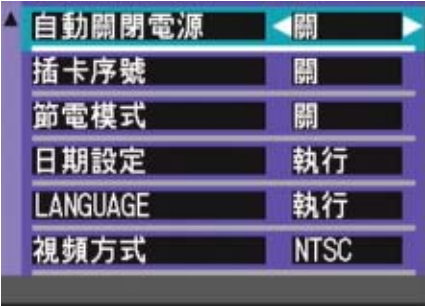 自動關閉電源 關
插卡序號 關
節電模式 關
日期設定 執行
LANGUAGE 執行
視頻方式 NTSC